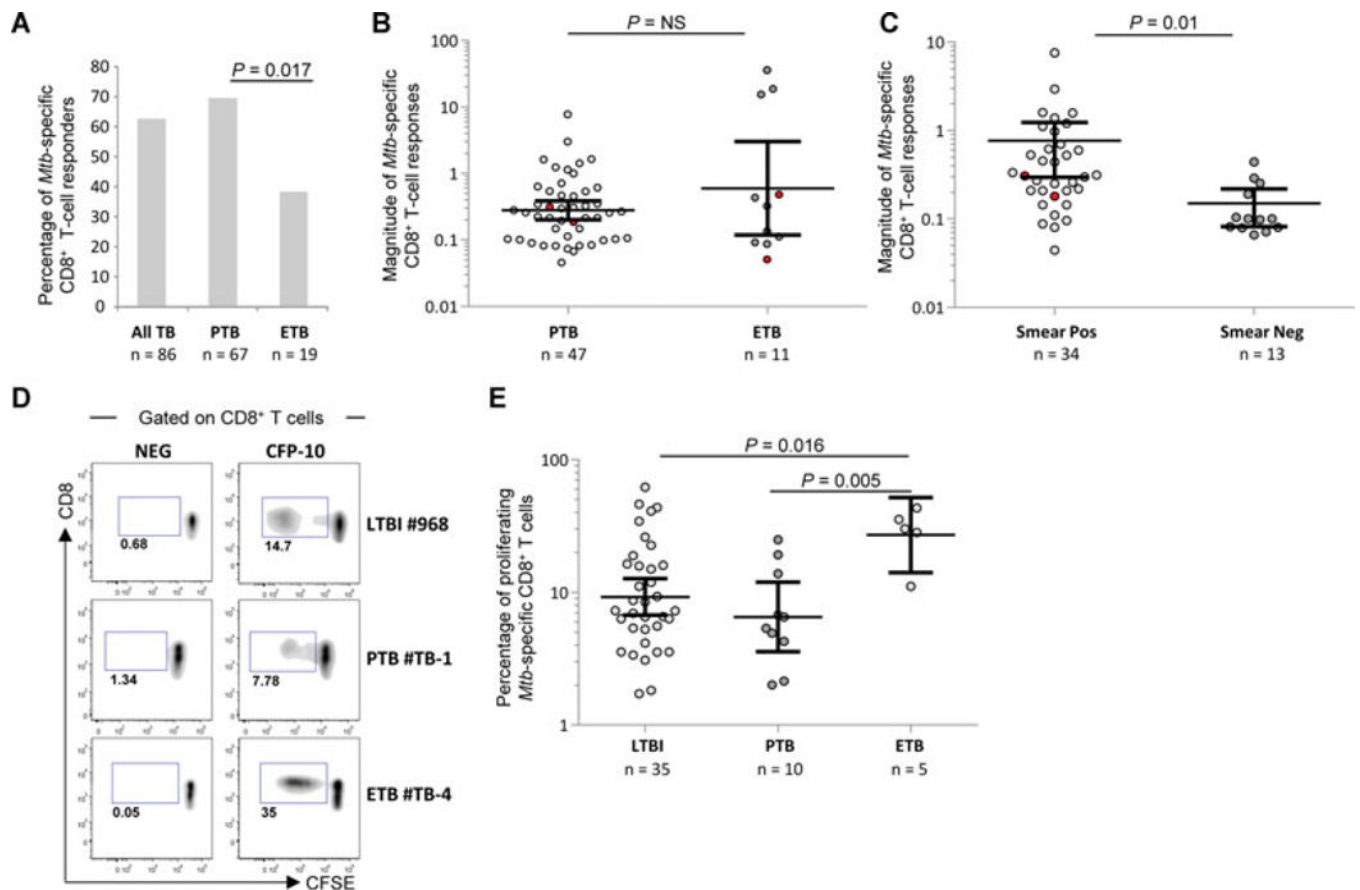 A
Percentage of Mtb-specific
CD8⁺ T-cell responders
80
70
60
50
40
30
20
10
0
P = 0.017
All TB
PTB
ETB
n = 86
n = 67
n = 19
B
Magnitude of Mtb-specific
CD8⁺ T-cell responses
100
10
1
0.1
0.01
P = NS
PTB
ETB
n = 47
n = 11
C
Magnitude of Mtb-specific
CD8⁺ T-cell responses
10
1
0.1
0.01
P = 0.01
Smear Pos
Smear Neg
n = 34
n = 13
D
Gated on CD8⁺ T cells
NEG
CFP-10
CD8
0.68
14.7
LTBI #968
1.34
7.78
PTB #TB-1
0.05
35
ETB #TB-4
CFSE
E
Percentage of proliferating
Mtb-specific CD8⁺ T cells
100
10
1
P = 0.016
P = 0.005
LTBI
PTB
ETB
n = 35
n = 10
n = 5